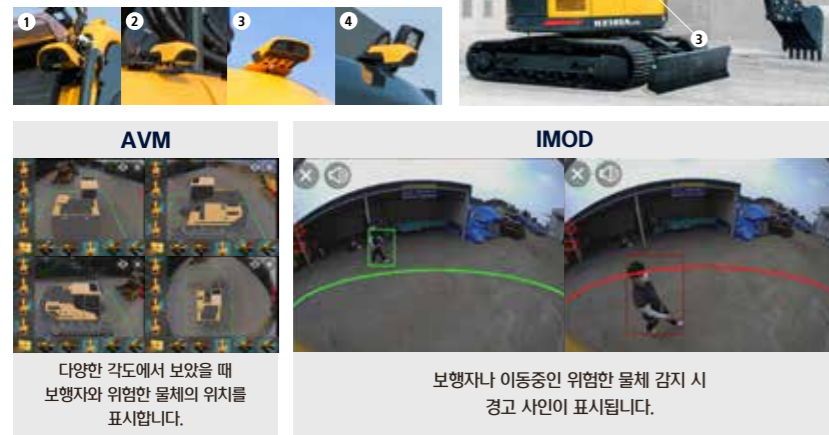 1
2
3
4
3
AVM
IMOD
다양한 각도에서 보았을 때
보행자와 위험한 물체의 위치를
표시합니다.
보행자나 이동중인 위험한 물체 감지 시
경고 사인이 표시됩니다.